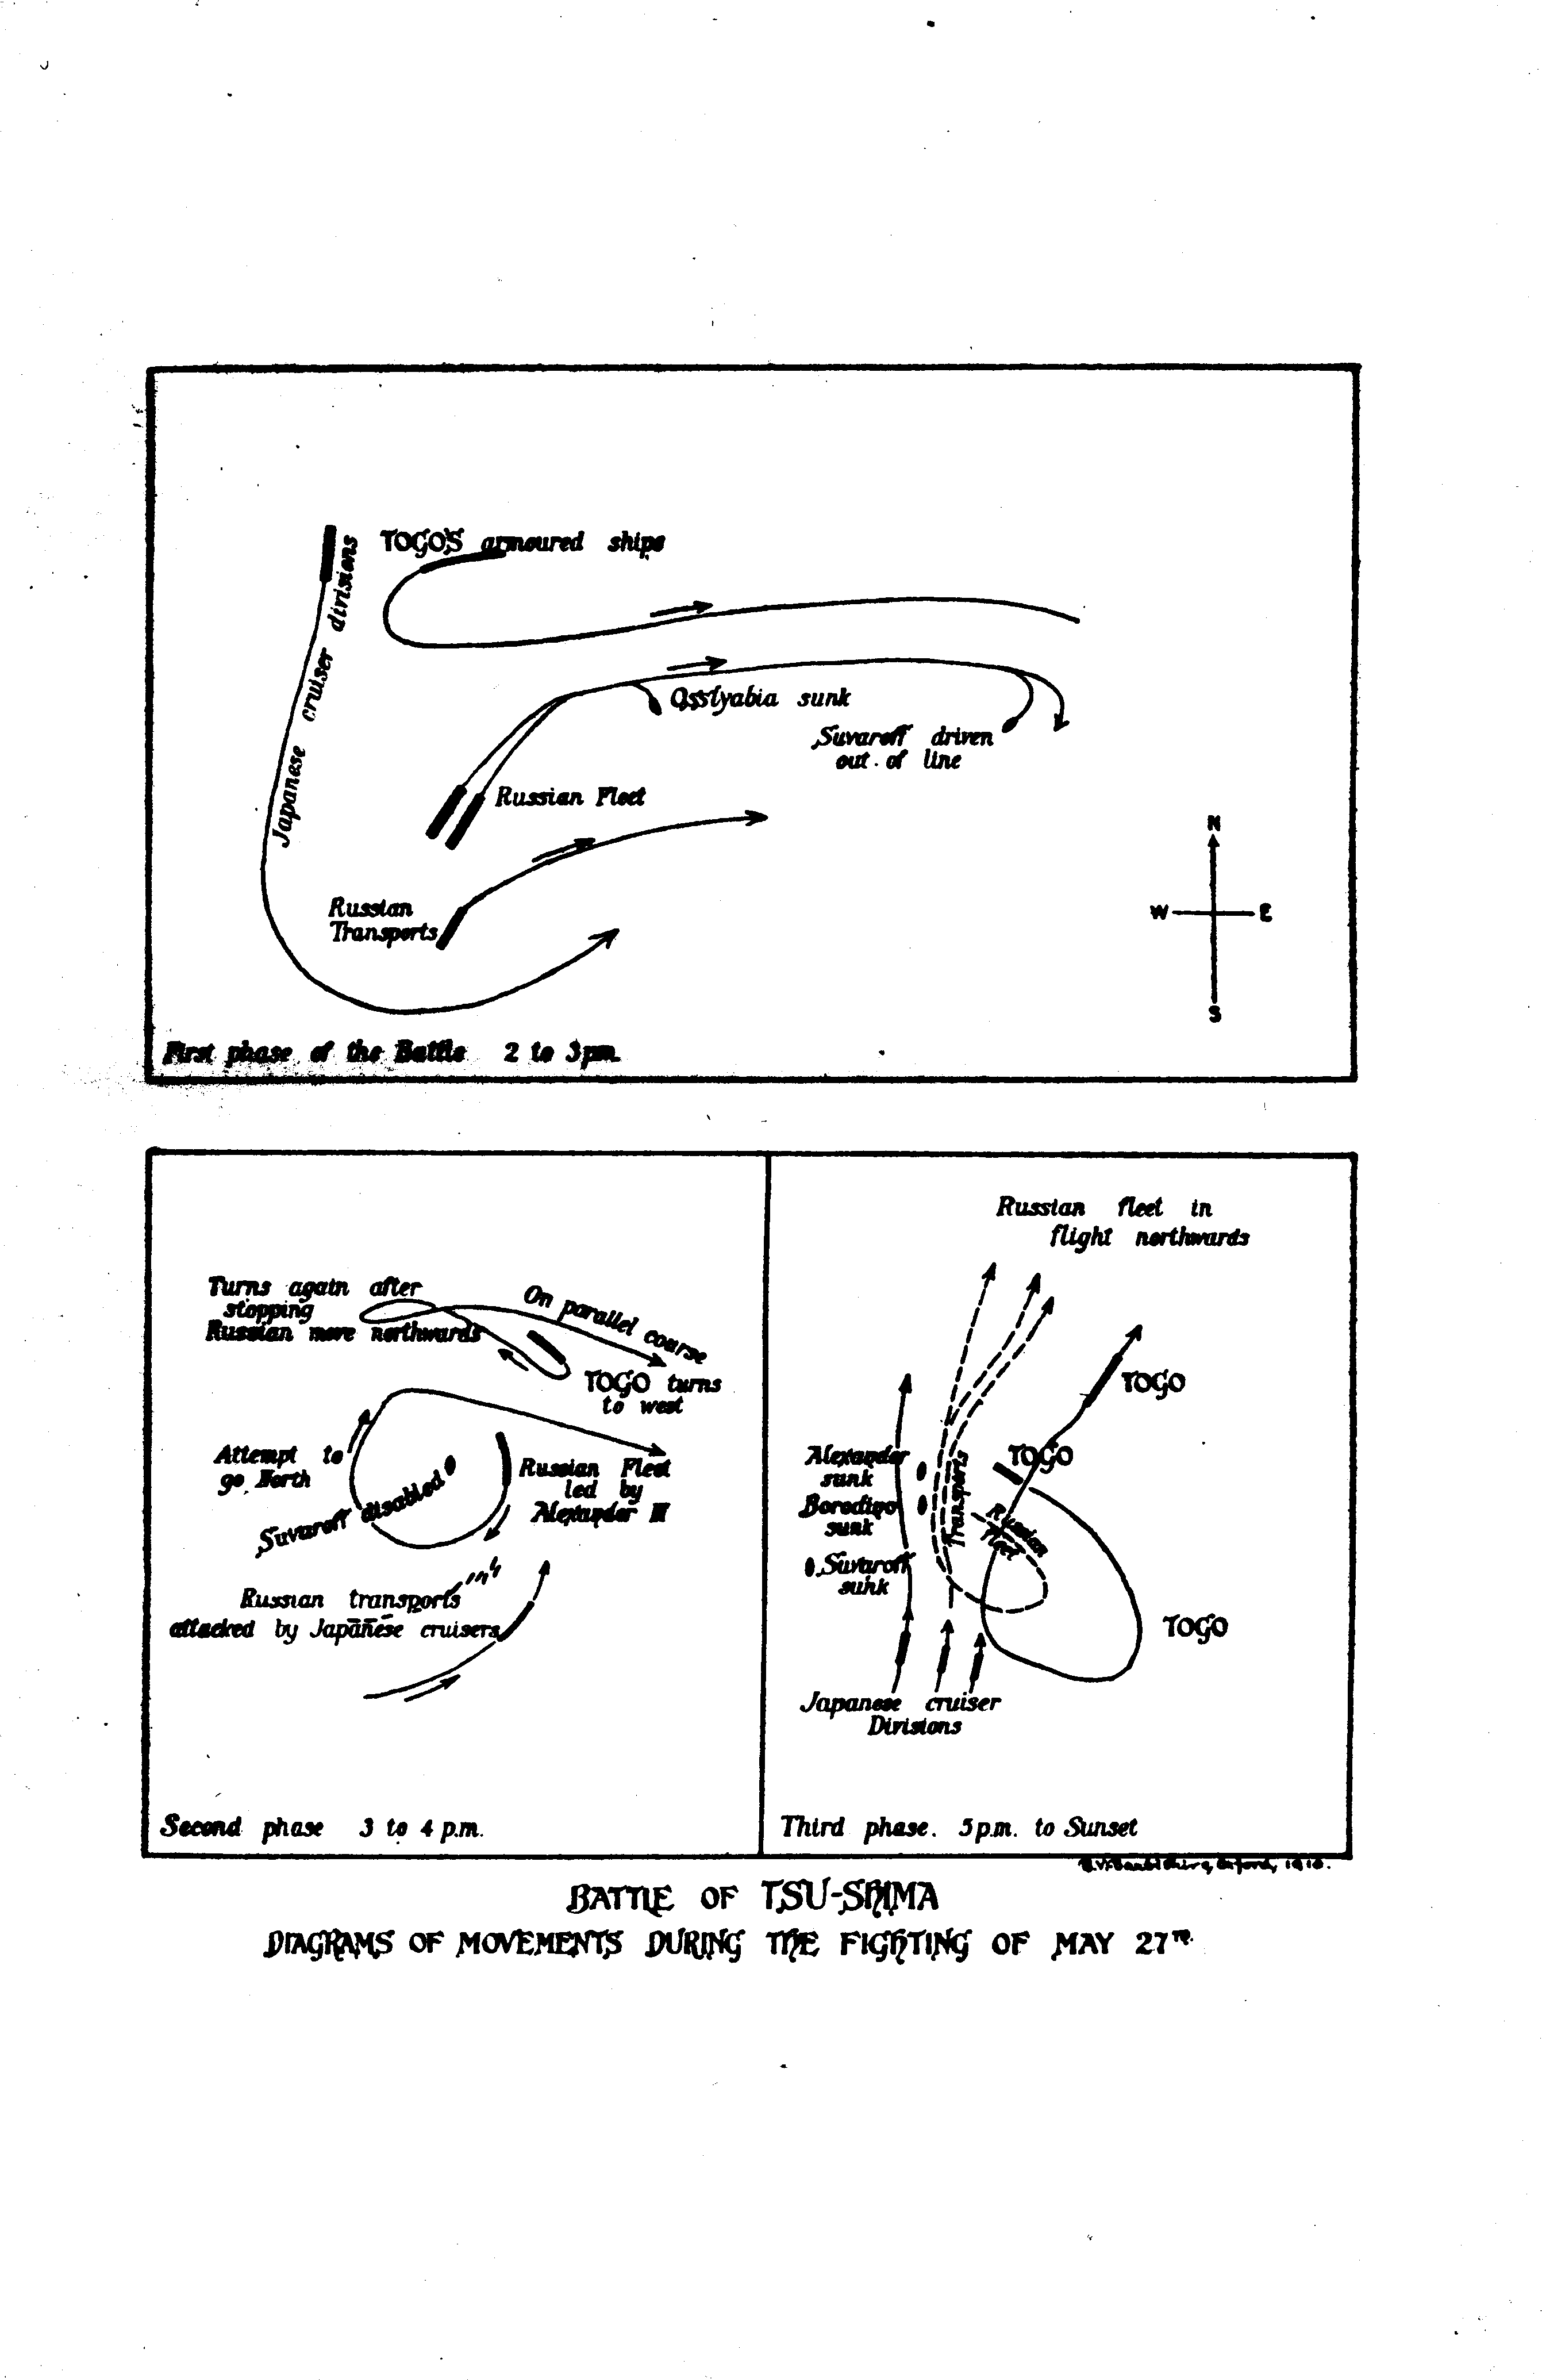 TOGO'S armoured ships
Japanese cruiser divisions
Osslyabia sunk
Suvaroff driven
out of line
Russian Fleet
Russian
Transports
N
W E
S
First phase of the Battle 2 to 3pm.
Turns again after
stopping
Russian move northwards
On parallel coarse
TOGO turns
to west
Attempt to
go North
Suvaroff disabled
Russian Fleet
led by
Alexander III
Russian transports
attacked by Japanese cruisers
Second phase 3 to 4 p.m.
Russian fleet in
flight northwards
TOGO
TOGO
Alexander
sunk
Borodino
sunk
Suvaroff
sunk
Transports
Russian
Fleet
TOGO
Japanese cruiser
Divisions
Third phase. 5 p.m. to Sunset
Oxford, 1910.
BATTLE OF TSU-SHIMA
DIAGRAMS OF MOVEMENTS DURING THE FIGHTING OF MAY 27TH.